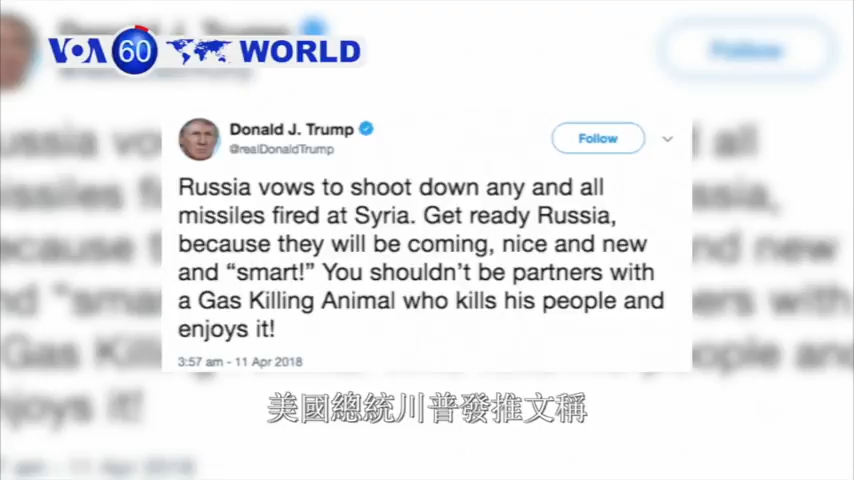 VOA 60 WORLD
Donald J. Trump
@realDonaldTrump
Follow
Russia vows to shoot down any and all
missiles fired at Syria. Get ready Russia,
because they will be coming, nice and new
and “smart!” You shouldn’t be partners with
a Gas Killing Animal who kills his people and
enjoys it!
3:57 am - 11 Apr 2018
美國總統川普發推文稱